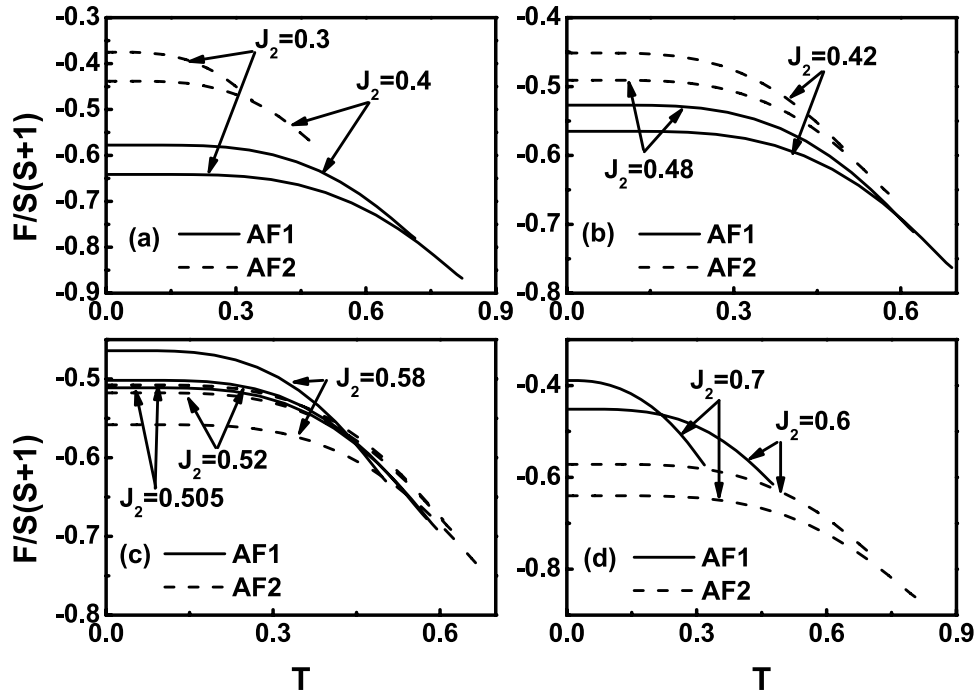 -0.3
-0.4
-0.5
-0.6
-0.7
-0.8
-0.9
0.0
0.3
0.6
0.9
F/S(S+1)
J2=0.3
J2=0.4
(a)
AF1
AF2
-0.4
-0.5
-0.6
-0.7
-0.8
0.0
0.3
0.6
J2=0.42
J2=0.48
(b)
AF1
AF2
-0.5
-0.6
-0.7
-0.8
0.0
0.3
0.6
F/S(S+1)
T
J2=0.58
J2=0.52
J2=0.505
(c)
AF1
AF2
-0.4
-0.6
-0.8
0.0
0.3
0.6
0.9
T
J2=0.7
J2=0.6
(d)
AF1
AF2